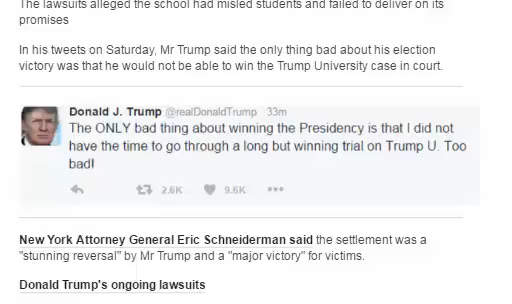 The lawsuits alleged the school had misled students and failed to deliver on its
promises
In his tweets on Saturday, Mr Trump said the only thing bad about his election
victory was that he would not be able to win the Trump University case in court.
Donald J. Trump @realDonaldTrump 33m
The ONLY bad thing about winning the Presidency is that I did not
have the time to go through a long but winning trial on Trump U. Too
bad!
2.6K 9.6K
New York Attorney General Eric Schneiderman said the settlement was a
"stunning reversal" by Mr Trump and a "major victory" for victims.
Donald Trump's ongoing lawsuits